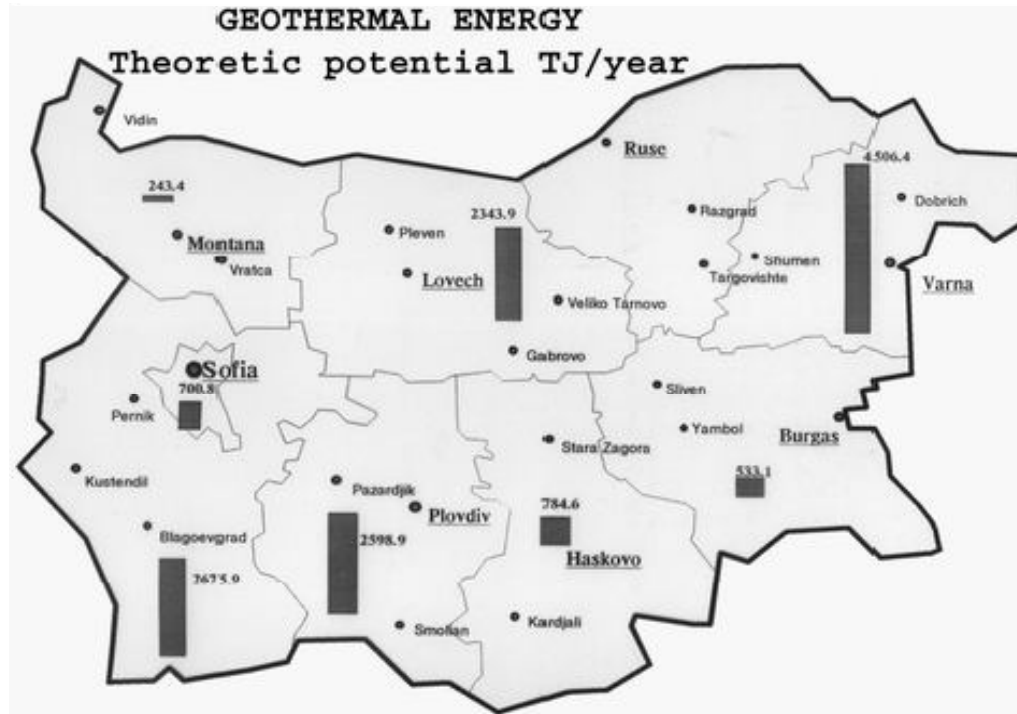 GEOTHERMAL ENERGY
Theoretic potential TJ/year
Vidin
Ruse
243.4
4506.4
Dobrich
Razgrad
2343.9
Pleven
Montana
Vratca
Lovech
Shumen
Targovishte
Varna
Veliko Tarnovo
Gabrovo
Sofia
700.8
Pernik
Sliven
Yambol
Burgas
Stara Zagora
Kustendil
533.1
Pazardjik
Plovdiv
784.6
Blagoevgrad
2598.9
Haskovo
Kardjali
Smolian